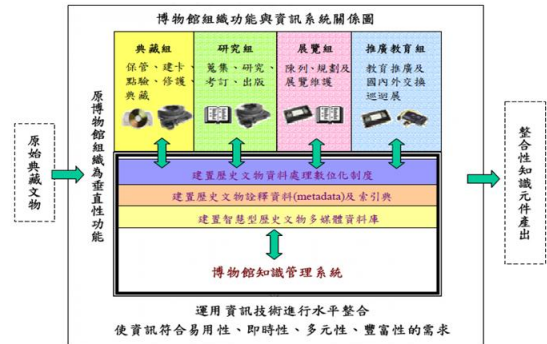 博物館組織功能與資訊系統關係圖
典藏組
保管、建卡、
點驗、修護、
典藏
研究組
蒐集、研究、
考訂、出版
展覽組
陳列、規劃及
展覽維護
推廣教育組
教育推廣及
國內外交換
巡迴展
原博物館組織為垂直性功能
原始典藏文物
整合性知識元件產出
建置歷史文物資料處理數位化制度
建置歷史文物詮釋資料(metadata)及索引典
建置智慧型歷史文物多媒體資料庫
博物館知識管理系統
運用資訊技術進行水平整合
使資訊符合易用性、即時性、多元性、豐富性的需求